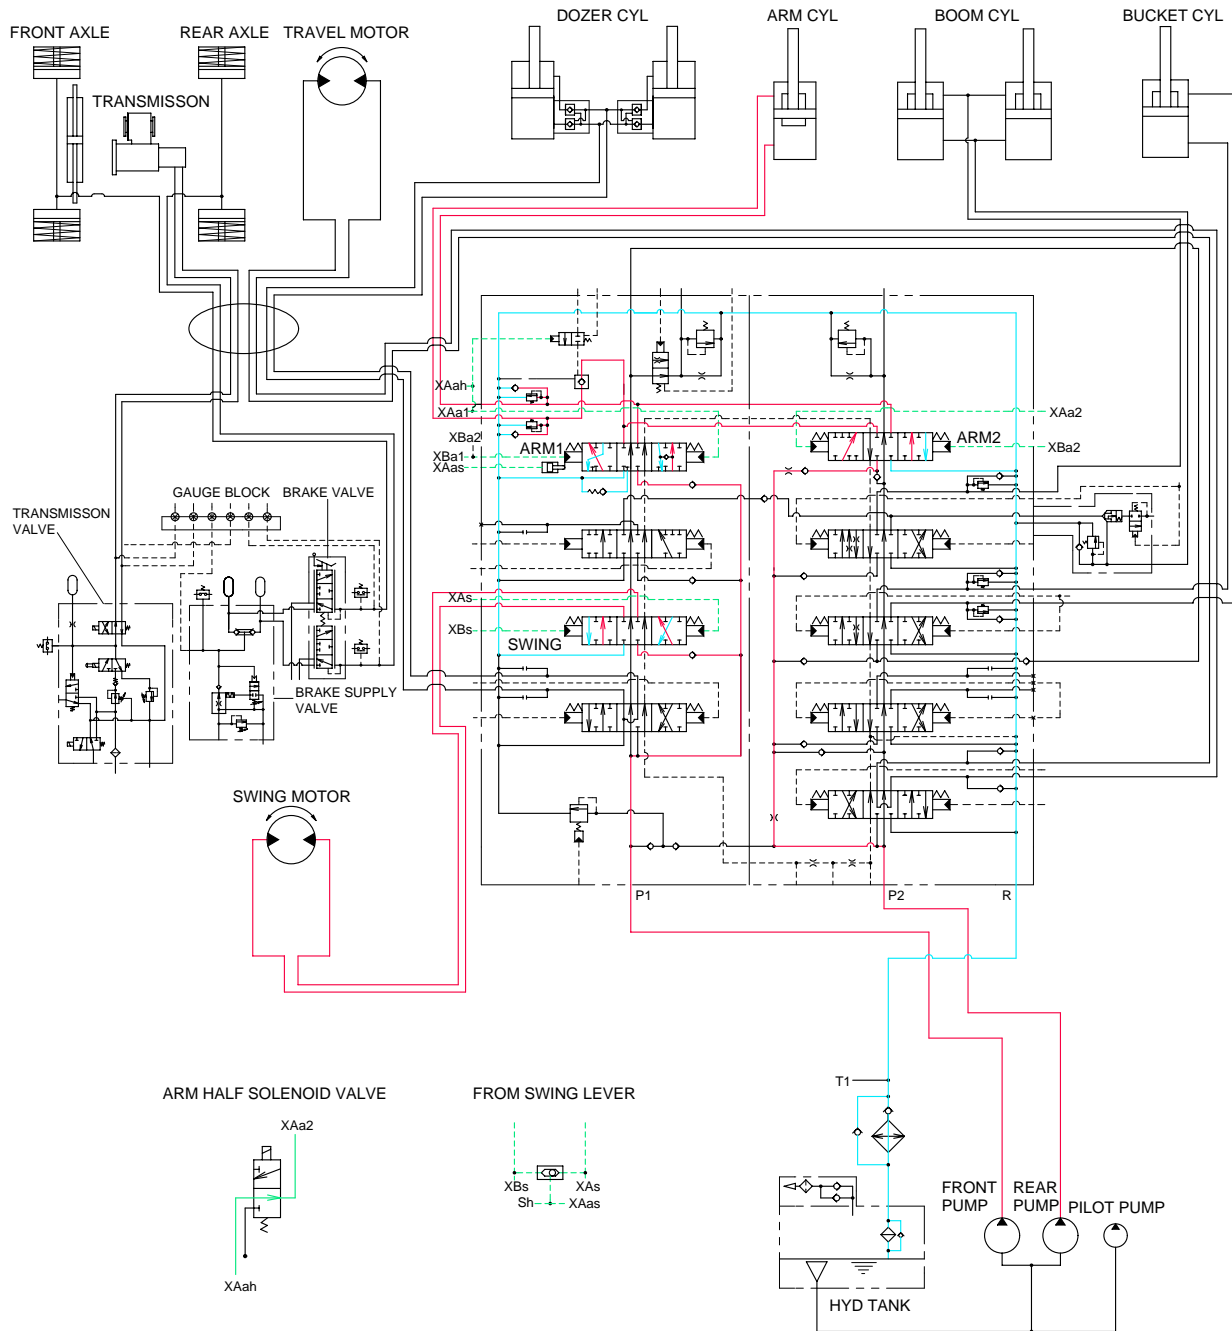 DOZER CYL
ARM CYL
BOOM CYL
BUCKET CYL
FRONT AXLE
REAR AXLE
TRAVEL MOTOR
TRANSMISSON
XAah
XAa1
XBa2
XBa1
XAas
ARM1
XAa2
ARM2
XBa2
GAUGE BLOCK
BRAKE VALVE
TRANSMISSON
VALVE
XAs
XBs
SWING
BRAKE SUPPLY
VALVE
SWING MOTOR
P1
P2
R
T1
ARM HALF SOLENOID VALVE
FROM SWING LEVER
XAa2
XBs
XAs
Sh
XAas
XAah
FRONT
PUMP
REAR
PUMP
PILOT PUMP
HYD TANK